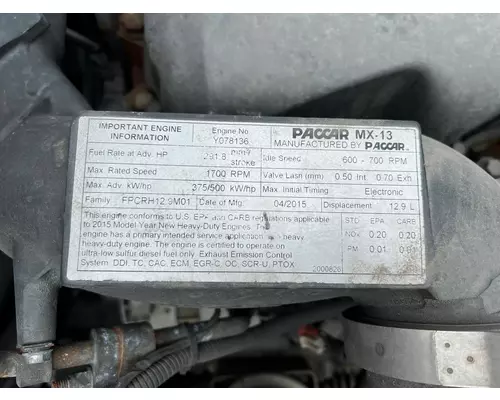 IMPORTANT ENGINE INFORMATION
Engine No
Y078136
PACCAR MX-13
MANUFACTURED BY PACCAR
Fuel Rate at Adv. HP 291.8 stroke
Idle Speed 600 - 700 RPM
Max. Rated Speed 1700 RPM
Valve Lash (mm) 0.50 Int 0.70 Exh
Max. Adv. kW/hp 375/500 kW/hp
Max. Initial Timing Electronic
Family FPCRH12.9M01 Date of Mfg 04/2015 Displacement 12.9 L
This engine conforms to U.S. EPA and CARB regulations applicable
to 2015 Model Year New Heavy-Duty Engines. This
engine has a primary intended service application as a heavy
heavy-duty engine. The engine is certified to operate on
ultra-low sulfur diesel fuel only. Exhaust Emission Control
System: DDI, TC, CAC, ECM, EGR-C, OC, SCR-U, PTOX
STD EPA CARB
NOx 0.20 0.20
PM 0.01 0.01
2009826